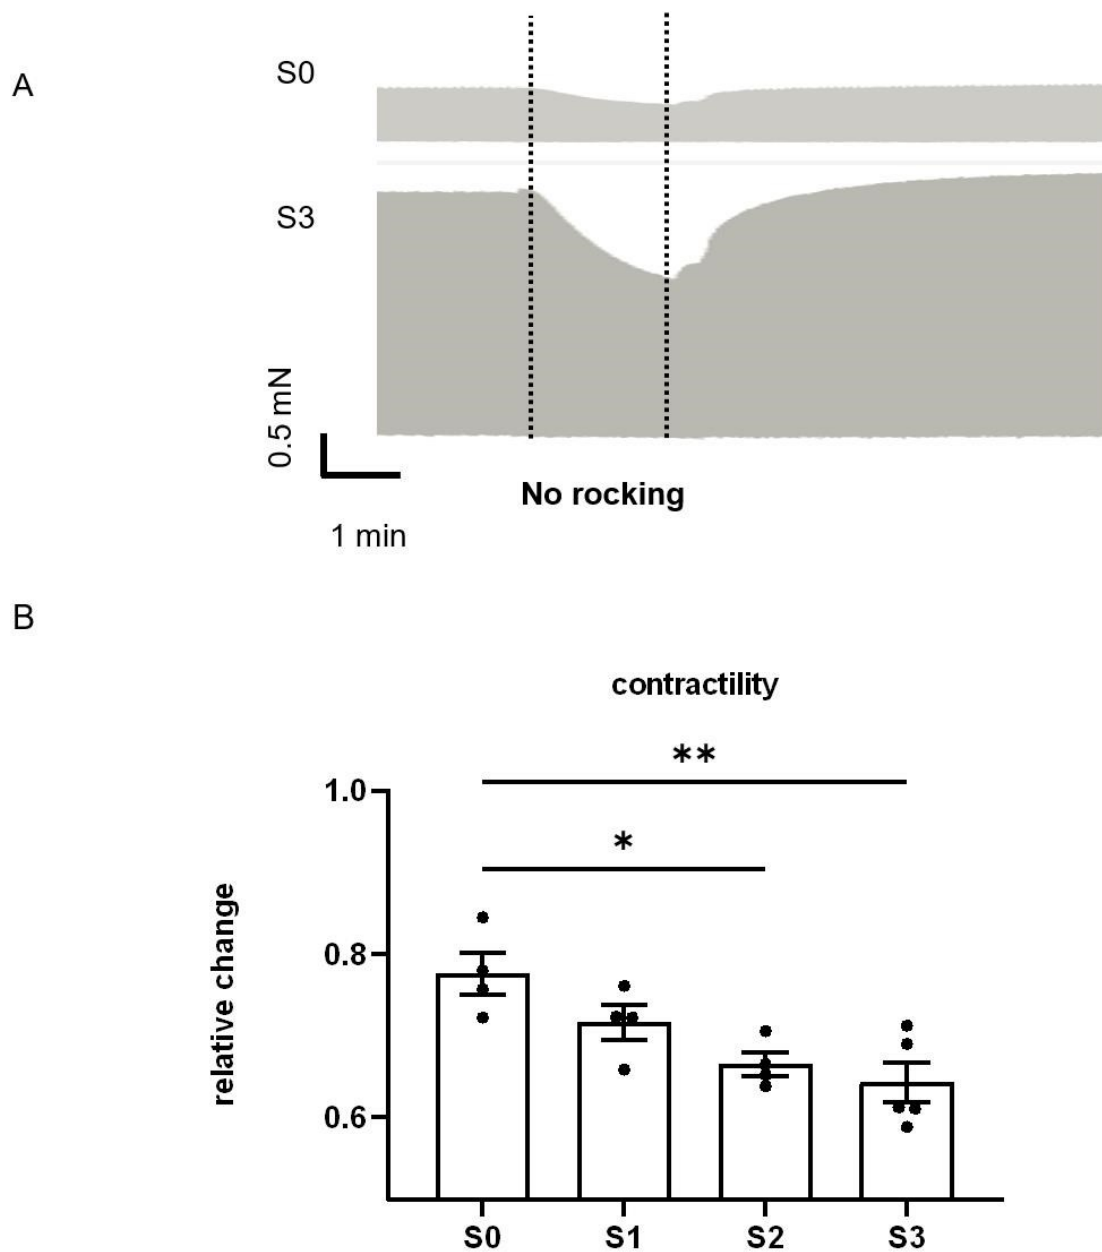 A
S0
S3
0.5 mN
1 min
No rocking
B
contractility
**
*
relative change
1.0
0.8
0.6
S0 S1 S2 S3